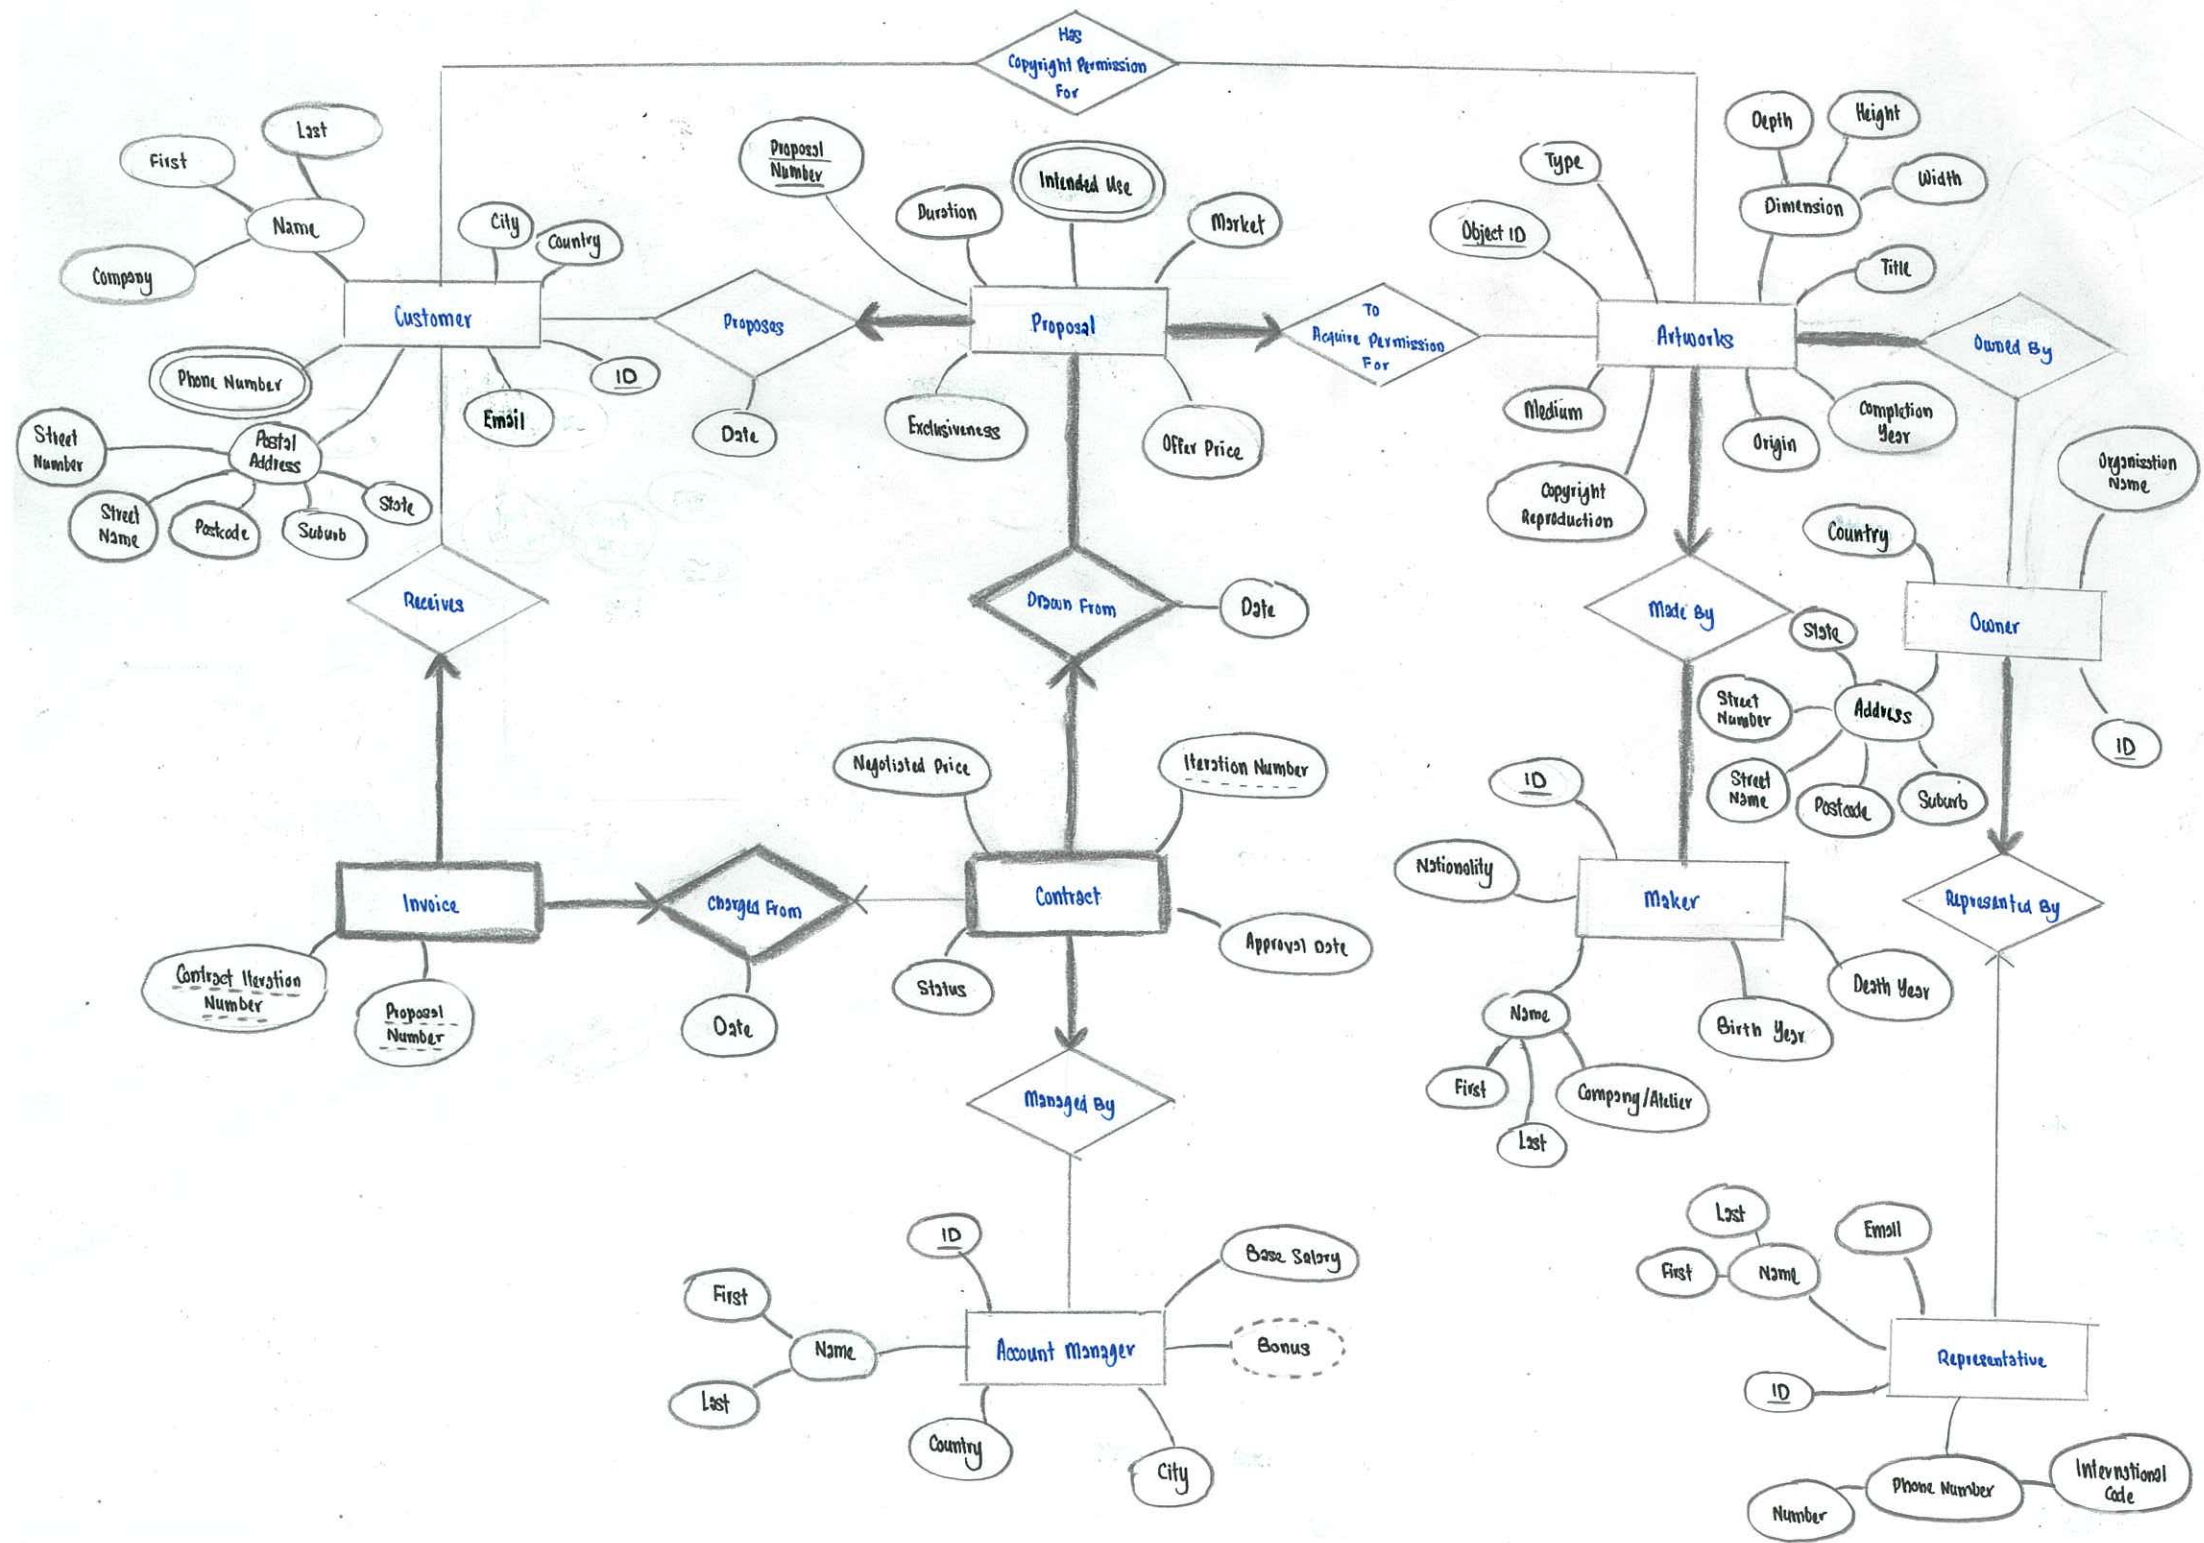 Has
Copyright Permission
For
Last
First
Name
Company
City
Country
Customer
Phone Number
Street
Number
Postal
Address
Street
Name
Postcode
Suburb
State
Email
ID
Proposes
Date
Proposal
Number
Duration
Intended Use
Market
Proposal
Exclusiveness
Offer Price
To
Acquire Permission
For
Type
Object ID
Depth
Height
Width
Dimension
Title
Artworks
Medium
Copyright
Reproduction
Origin
Completion
Year
Owned By
Organisation
Name
Country
Owner
State
Street
Number
Address
Street
Name
Postcode
Suburb
ID
Receives
Drawn From
Date
Made By
Negotiated Price
Iteration Number
Invoice
Charged From
Contract
Contract Iteration
Number
Proposal
Number
Date
Status
Approval Date
Managed By
ID
Nationality
Maker
Name
First
Last
Company/Atelier
Birth Year
Death Year
Represented By
ID
Base Salary
First
Name
Last
Account Manager
Bonus
Country
City
Last
First
Name
Email
Representative
ID
Phone Number
Number
International
Code